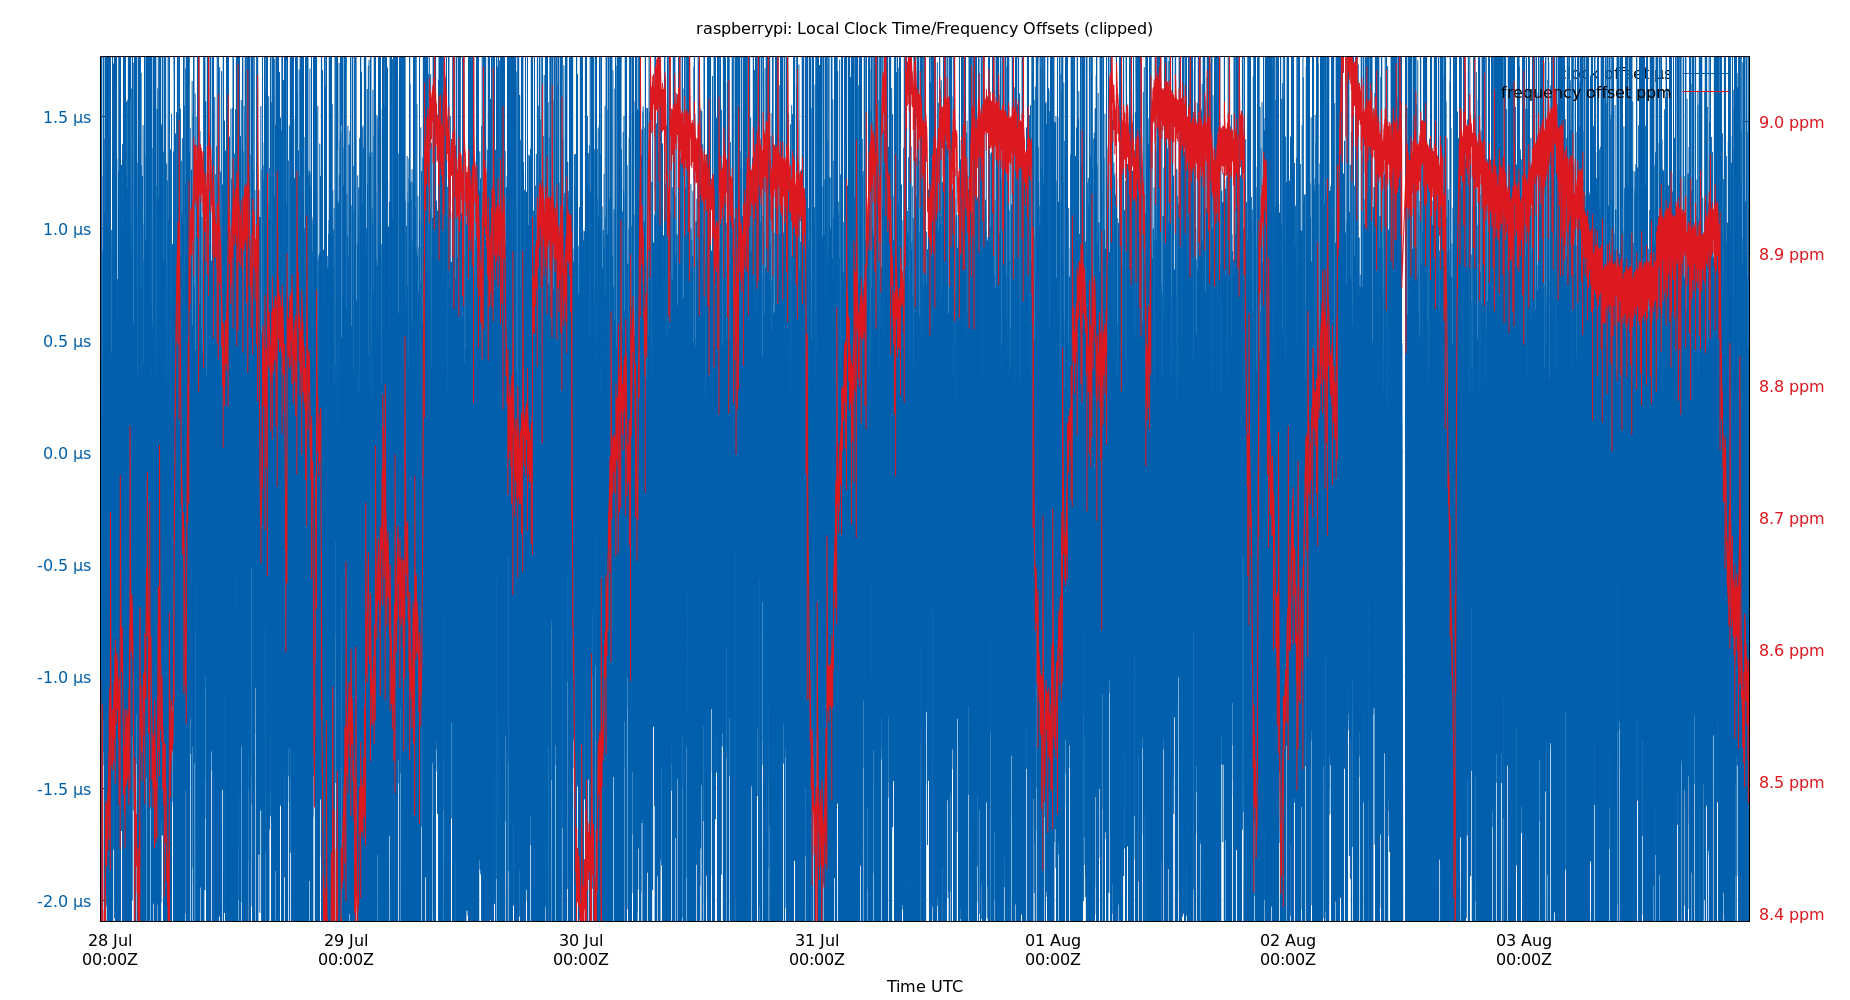 raspberrypi: Local Clock Time/Frequency Offsets (clipped)
clock offset µs
frequency offset ppm
1.5 µs
1.0 µs
0.5 µs
0.0 µs
-0.5 µs
-1.0 µs
-1.5 µs
-2.0 µs
9.0 ppm
8.9 ppm
8.8 ppm
8.7 ppm
8.6 ppm
8.5 ppm
8.4 ppm
28 Jul 29 Jul 30 Jul 31 Jul 01 Aug 02 Aug 03 Aug
00:00Z 00:00Z 00:00Z 00:00Z 00:00Z 00:00Z 00:00Z
Time UTC